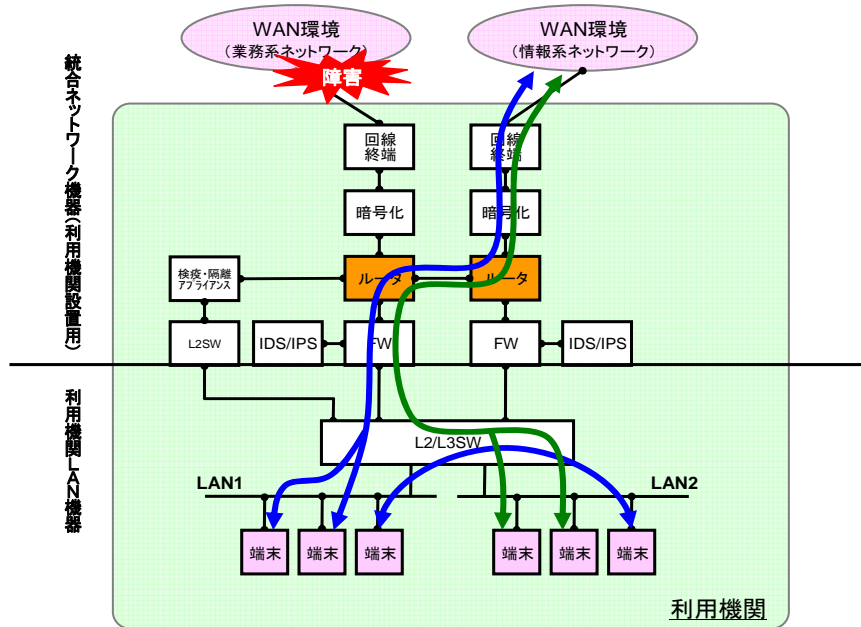 WAN環境
(業務系ネットワーク)
WAN環境
(情報系ネットワーク)
障害
統合ネットワーク機器(利用機関設置用)
回線
終端
回線
終端
暗号化
暗号化
検疫・隔離
アプライアンス
ルータ
ルータ
L2SW
IDS/IPS
FW
FW
IDS/IPS
利用機関LAN機器
L2/L3SW
LAN1
LAN2
端末
端末
端末
端末
端末
端末
利用機関